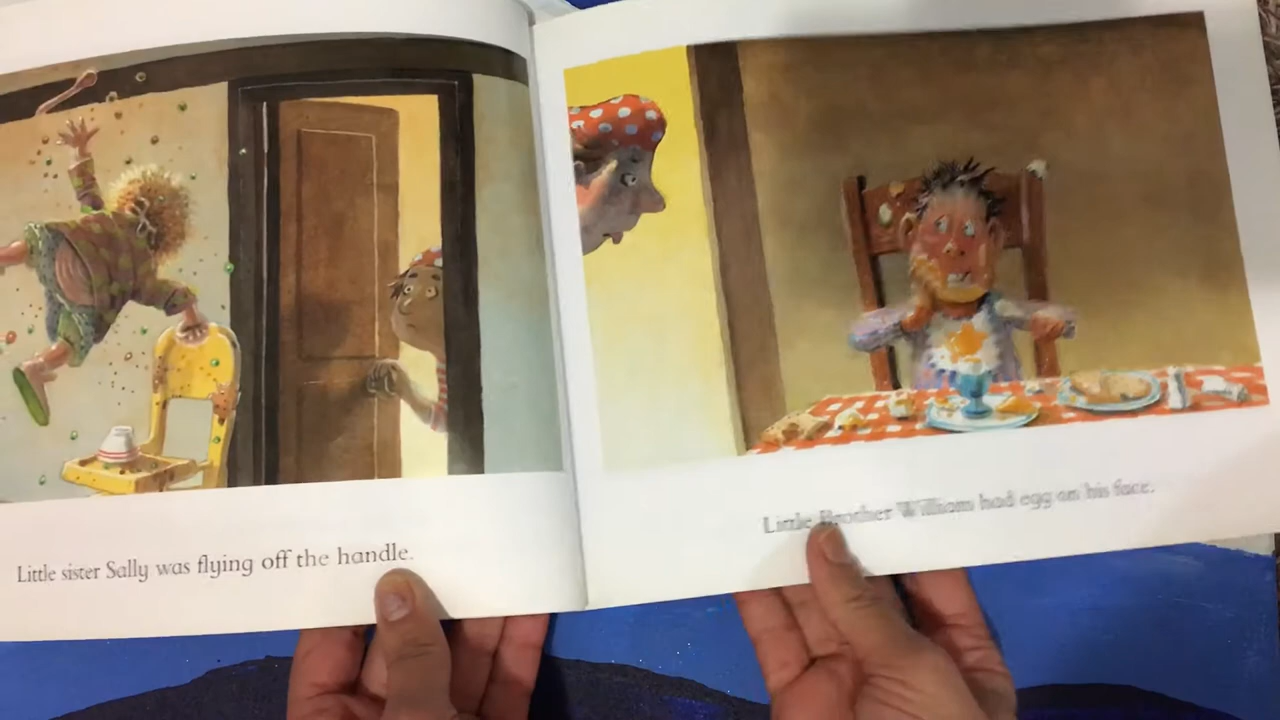 Little sister Sally was flying off the handle.
Little Brother William had egg on his face.